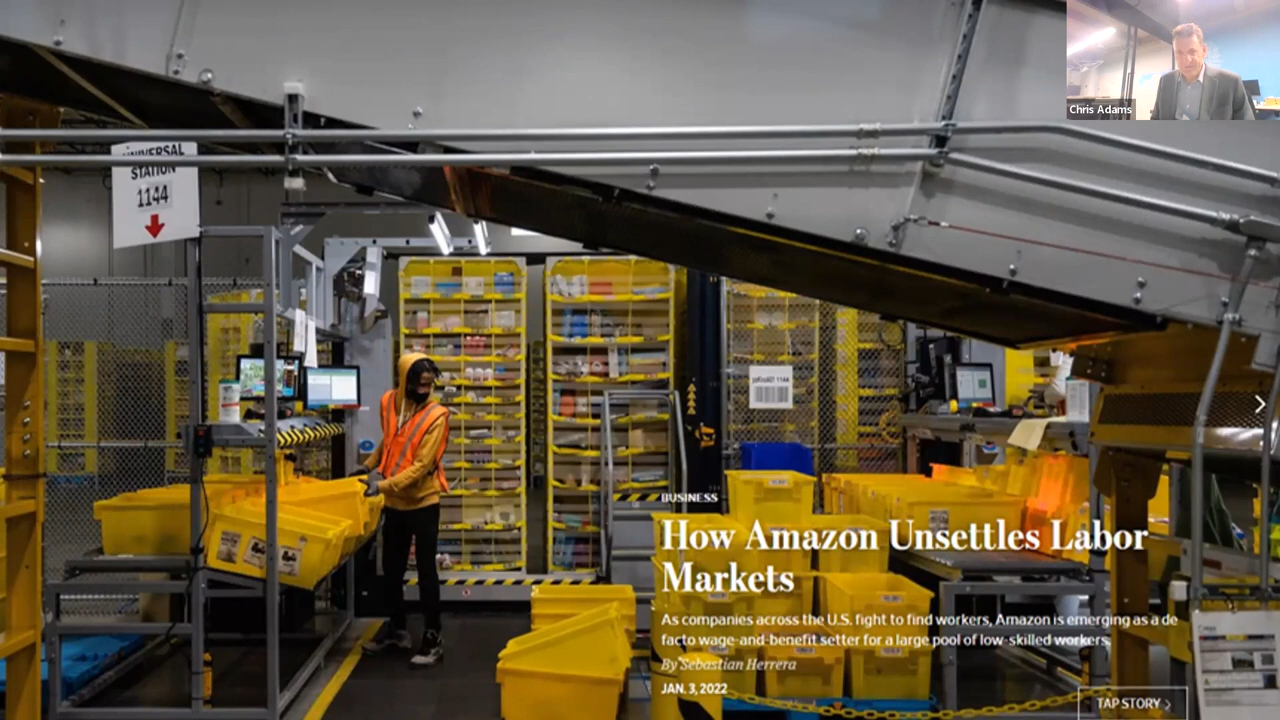 Chris Adams
UNIVERSAL
STATION
1144
BUSINESS
How Amazon Unsettles Labor
Markets
As companies across the U.S. fight to find workers, Amazon is emerging as a de
facto wage-and-benefit setter for a large pool of low-skilled workers.
By Sebastian Herrera
JAN. 3, 2022
TAP STORY >